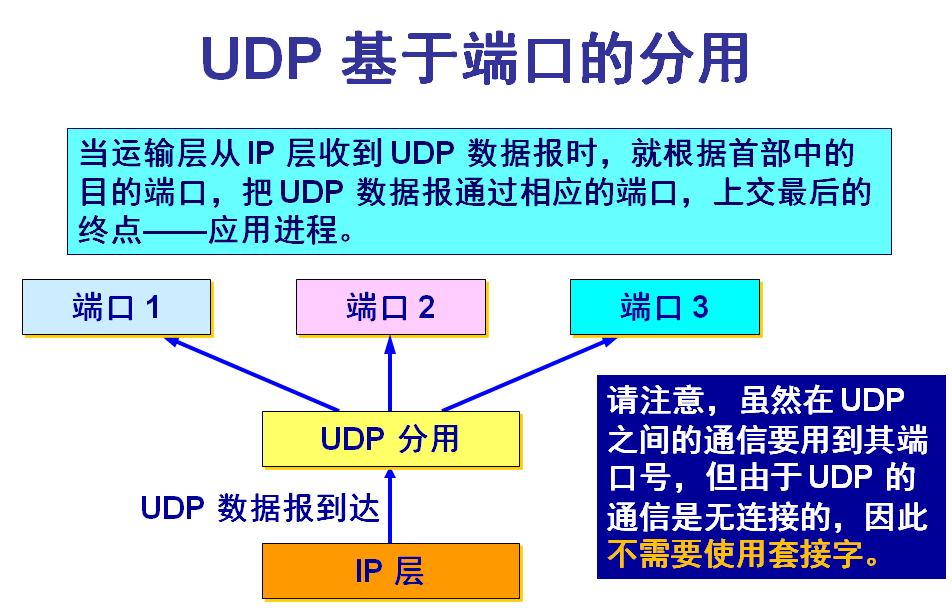 UDP 基于端口的分用
当运输层从 IP 层收到 UDP 数据报时，就根据首部中的
目的端口，把 UDP 数据报通过相应的端口，上交最后的
终点——应用进程。
端口 1
端口 2
端口 3
请注意，虽然在 UDP
之间的通信要用到其端
口号，但由于 UDP 的
通信是无连接的，因此
不需要使用套接字。
UDP 分用
UDP 数据报到达
IP 层